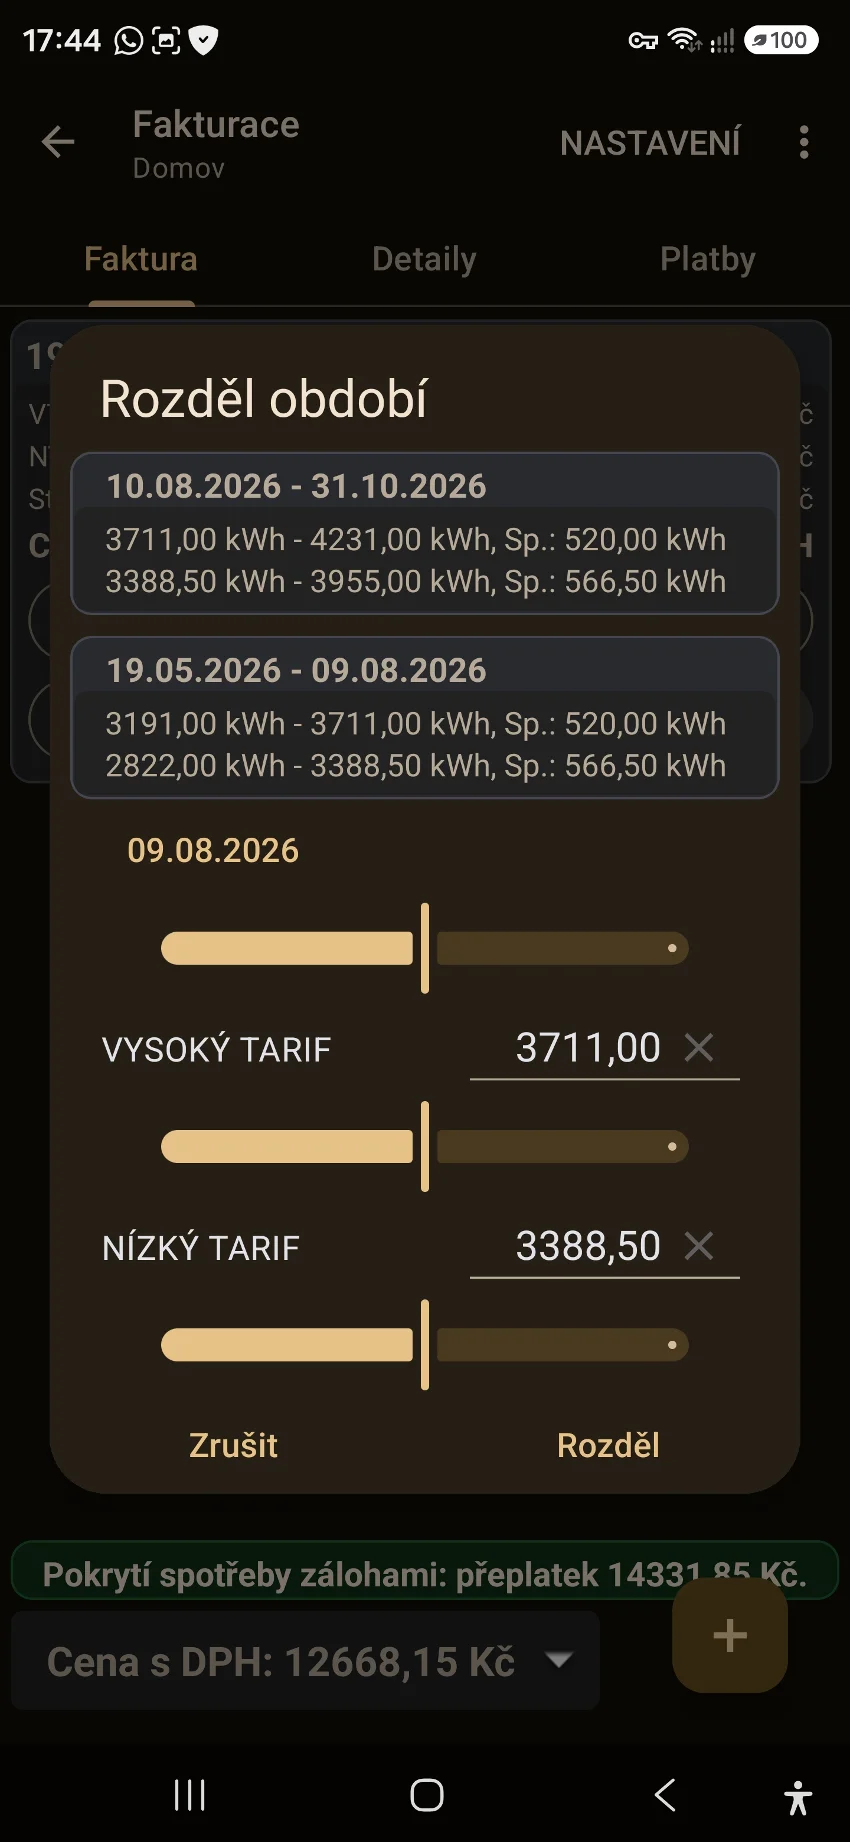 17:44
100
Fakturace
Domov
NASTAVENÍ
Faktura
Detaily
Platby
Rozděl období
10.08.2026 - 31.10.2026
3711,00 kWh - 4231,00 kWh, Sp.: 520,00 kWh
3388,50 kWh - 3955,00 kWh, Sp.: 566,50 kWh
19.05.2026 - 09.08.2026
3191,00 kWh - 3711,00 kWh, Sp.: 520,00 kWh
2822,00 kWh - 3388,50 kWh, Sp.: 566,50 kWh
09.08.2026
VYSOKÝ TARIF
3711,00
NÍZKÝ TARIF
3388,50
Zrušit
Rozděl
Pokrytí spotřeby zálohami: přeplatek 14331,85 Kč.
Cena s DPH: 12668,15 Kč